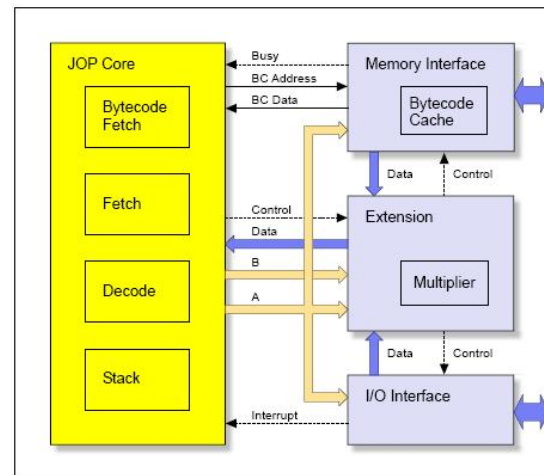 JOP Core
Bytecode
Fetch
Fetch
Decode
Stack
Busy
BC Address
BC Data
Control
Data
B
A
Interrupt
Memory Interface
Bytecode
Cache
Data
Control
Extension
Multiplier
Data
Control
I/O Interface